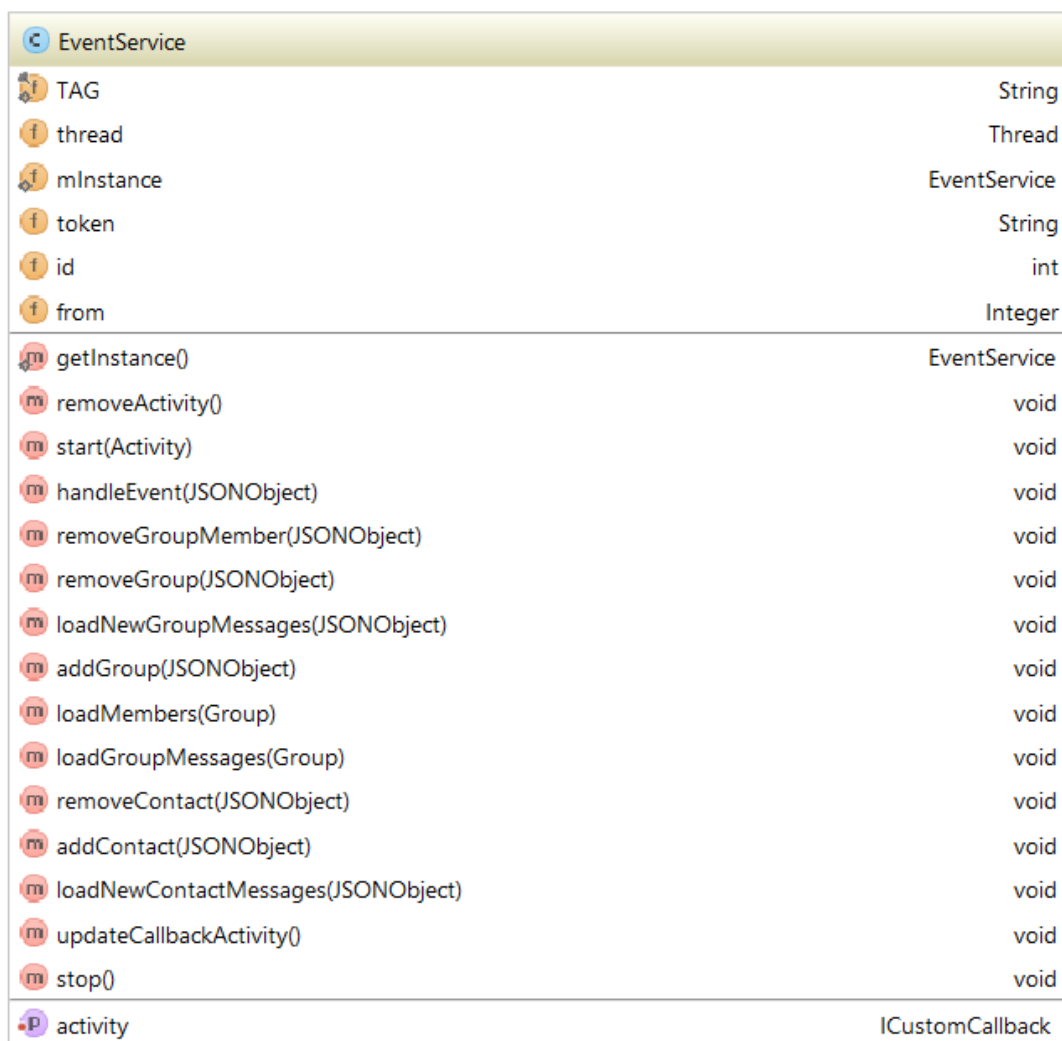 C EventService
f TAG String
f thread Thread
f mInstance EventService
f token String
f id int
f from Integer
m getInstance() EventService
m removeActivity() void
m start(Activity) void
m handleEvent(JSONObject) void
m removeGroupMember(JSONObject) void
m removeGroup(JSONObject) void
m loadNewGroupMessages(JSONObject) void
m addGroup(JSONObject) void
m loadMembers(Group) void
m loadGroupMessages(Group) void
m removeContact(JSONObject) void
m addContact(JSONObject) void
m loadNewContactMessages(JSONObject) void
m updateCallbackActivity() void
m stop() void
P activity ICustomCallback